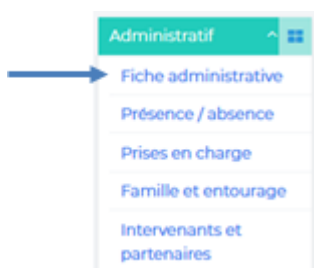 Administratif
Fiche administrative
Présence / absence
Prises en charge
Famille et entourage
Intervenants et
partenaires